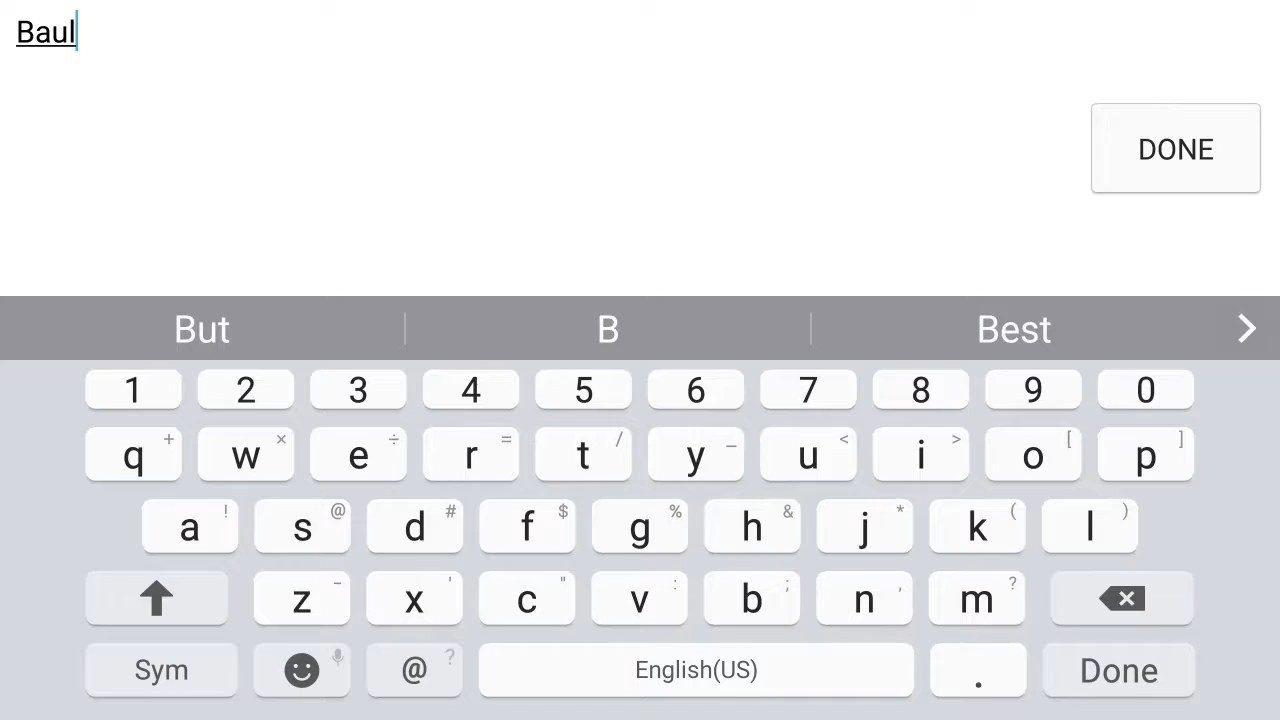 Baul
DONE
But B Best
1 2 3 4 5 6 7 8 9 0
q + w × e ÷ r = t / y _ u < i > o [ p ]
a ! s @ d # f $ g % h & j * k ( l )
z - x ' c " v : b ; n , m ?
Sym @ ? English(US) . Done